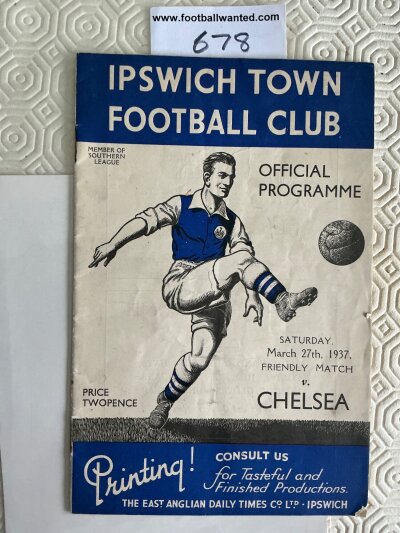 www.footballwanted.com
678
IPSWICH TOWN
FOOTBALL CLUB
MEMBER OF
SOUTHERN
LEAGUE
OFFICIAL
PROGRAMME
SATURDAY,
March 27th, 1937,
FRIENDLY MATCH
v.
CHELSEA
PRICE
TWOPENCE
Printing!
CONSULT US
for Tasteful and
Finished Productions.
THE EAST ANGLIAN DAILY TIMES CO LTD · IPSWICH